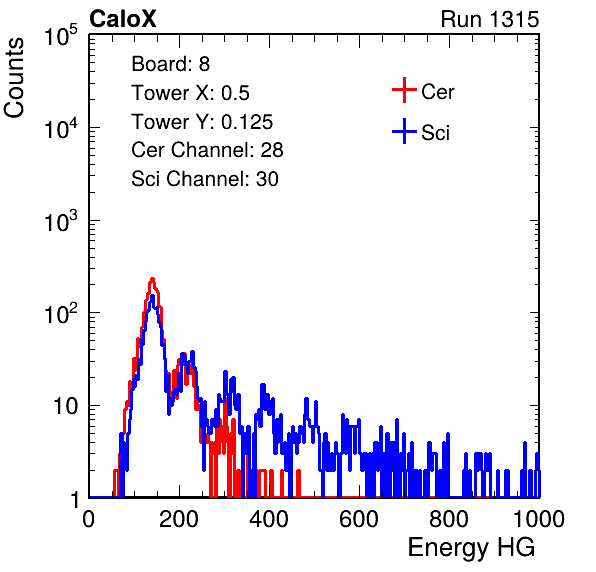 CaloX Run 1315
Counts
Board: 8
Tower X: 0.5
Tower Y: 0.125
Cer Channel: 28
Sci Channel: 30
Cer
Sci
10^5
10^4
10^3
10^2
10
1
0 200 400 600 800 1000
Energy HG